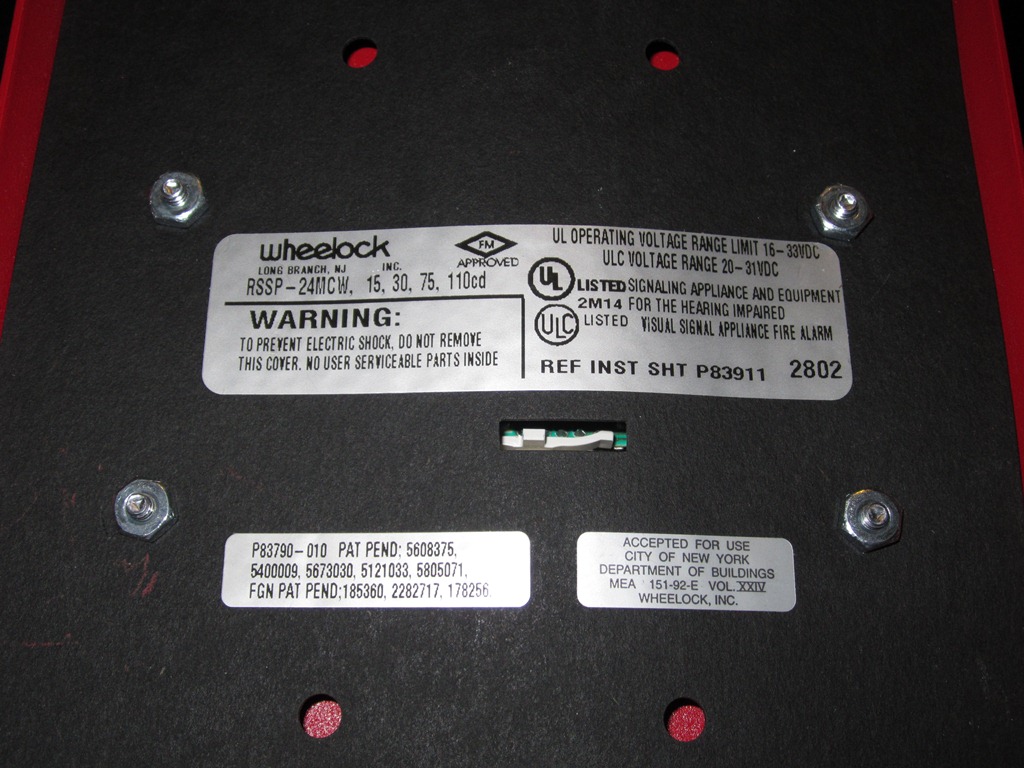 wheelock
LONG BRANCH, NJ INC.
RSSP-24MCW, 15, 30, 75, 110cd
FM
APPROVED
WARNING:
TO PREVENT ELECTRIC SHOCK, DO NOT REMOVE
THIS COVER. NO USER SERVICEABLE PARTS INSIDE
UL OPERATING VOLTAGE RANGE LIMIT 16-33VDC
ULC VOLTAGE RANGE 20-31VDC
UL LISTED SIGNALING APPLIANCE AND EQUIPMENT
2M14 FOR THE HEARING IMPAIRED
ULC LISTED VISUAL SIGNAL APPLIANCE FIRE ALARM
REF INST SHT P83911 2802
P83790-010 PAT PEND; 5608375,
5400009, 5673030, 5121033, 5805071,
FGN PAT PEND;185360, 2282717, 178256.
ACCEPTED FOR USE
CITY OF NEW YORK
DEPARTMENT OF BUILDINGS
MEA 151-92-E VOL.XXIV
WHEELOCK, INC.